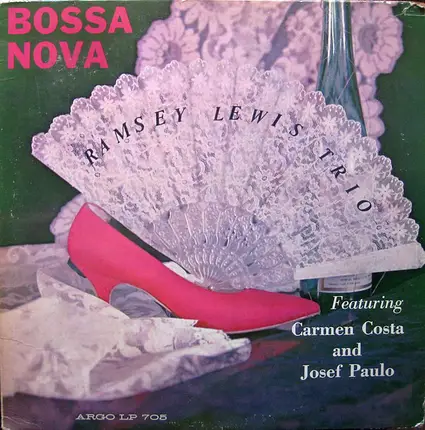 BOSSA
NOVA
RAMSEY LEWIS TRIO
Featuring
Carmen Costa
and
Josef Paulo
ARGO LP 705